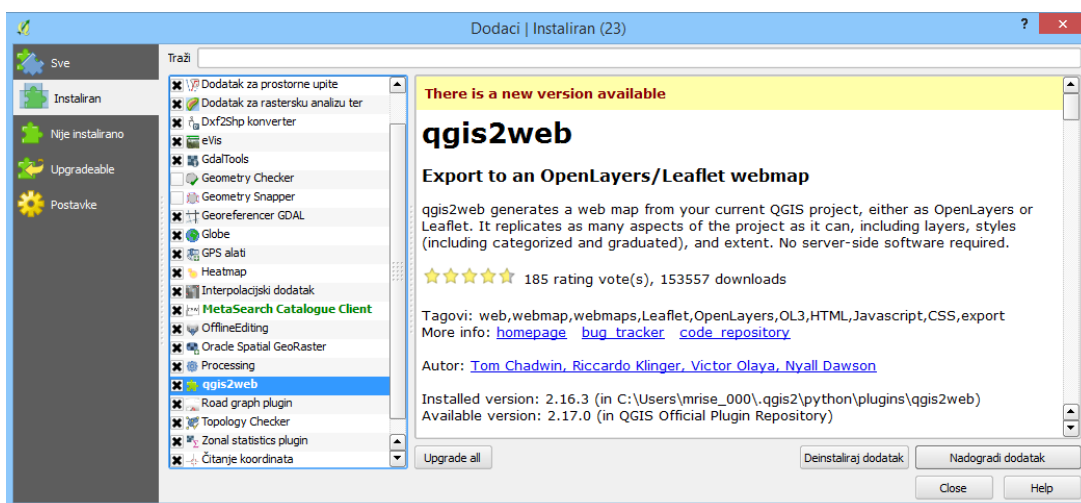 Dodaci | Instaliran (23)
?
Sve
Instaliran
Nije instalirano
Upgradeable
Postavke
Traži
Dodatak za prostorne upite
Dodatak za rastersku analizu ter
Dxf2Shp konverter
eVis
GdalTools
Geometry Checker
Geometry Snapper
Georeferencer GDAL
Globe
GPS alati
Heatmap
Interpolacijski dodatak
MetaSearch Catalogue Client
OfflineEditing
Oracle Spatial GeoRaster
Processing
qgis2web
Road graph plugin
Topology Checker
Zonal statistics plugin
Čitanje koordinata
There is a new version available
qgis2web
Export to an OpenLayers/Leaflet webmap
qgis2web generates a web map from your current QGIS project, either as OpenLayers or
Leaflet. It replicates as many aspects of the project as it can, including layers, styles
(including categorized and graduated), and extent. No server-side software required.
185 rating vote(s), 153557 downloads
Tagovi: web,webmap,webmaps,Leaflet,OpenLayers,OL3,HTML,Javascript,CSS,export
More info: homepage bug_tracker code_repository
Autor: Tom Chadwin, Riccardo Klinger, Victor Olaya, Nyall Dawson
Installed version: 2.16.3 (in C:\Users\mrise_000\.qgis2\python\plugins\qgis2web)
Available version: 2.17.0 (in QGIS Official Plugin Repository)
Upgrade all
Deinstaliraj dodatak
Nadogradi dodatak
Close
Help